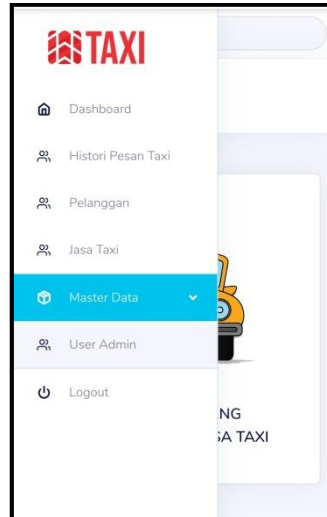 TAXI
Dashboard
Histori Pesan Taxi
Pelanggan
Jasa Taxi
Master Data
User Admin
Logout
NG
SA TAXI